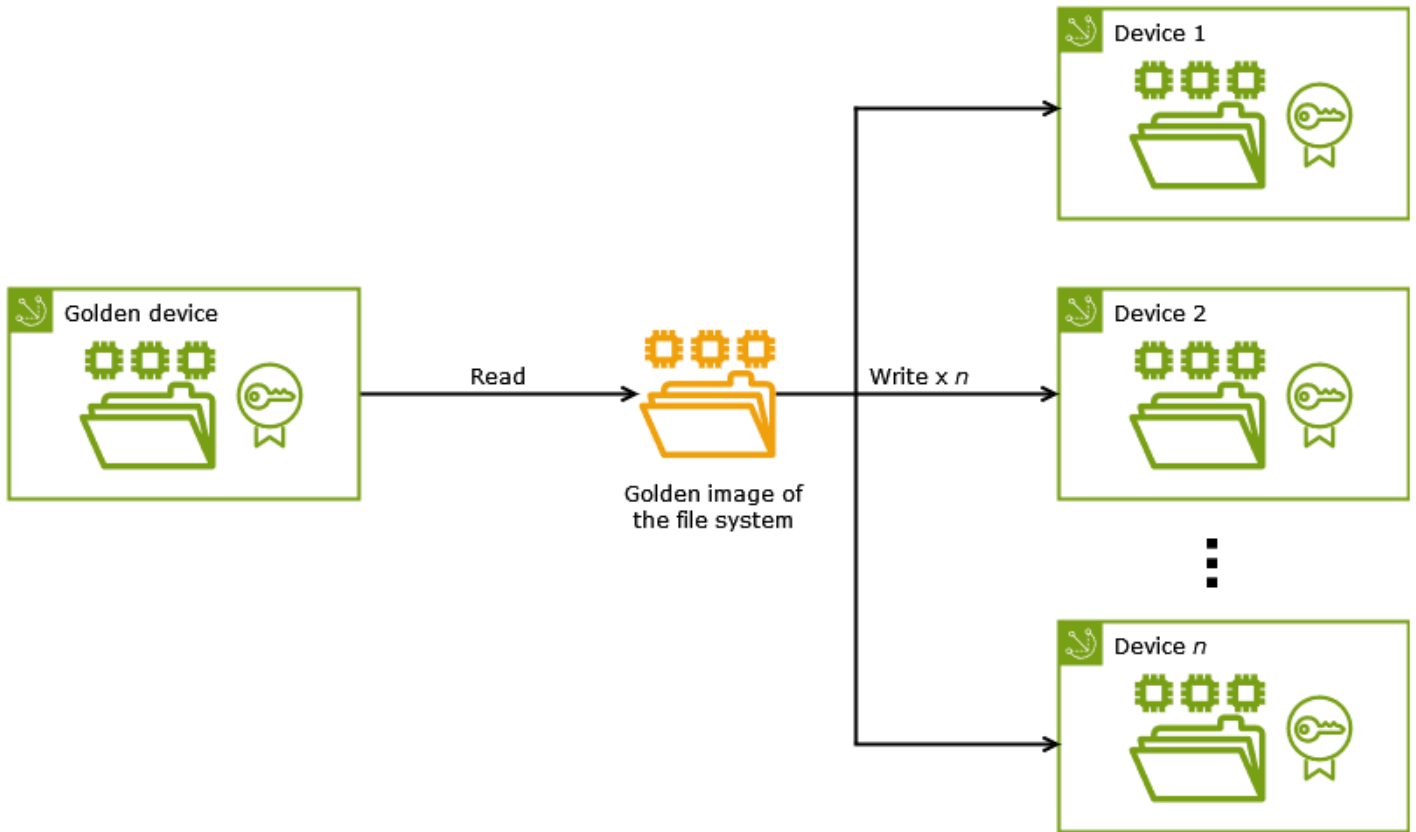 Golden device
Read
Golden image of
the file system
Write x n
Device 1
Device 2
Device n